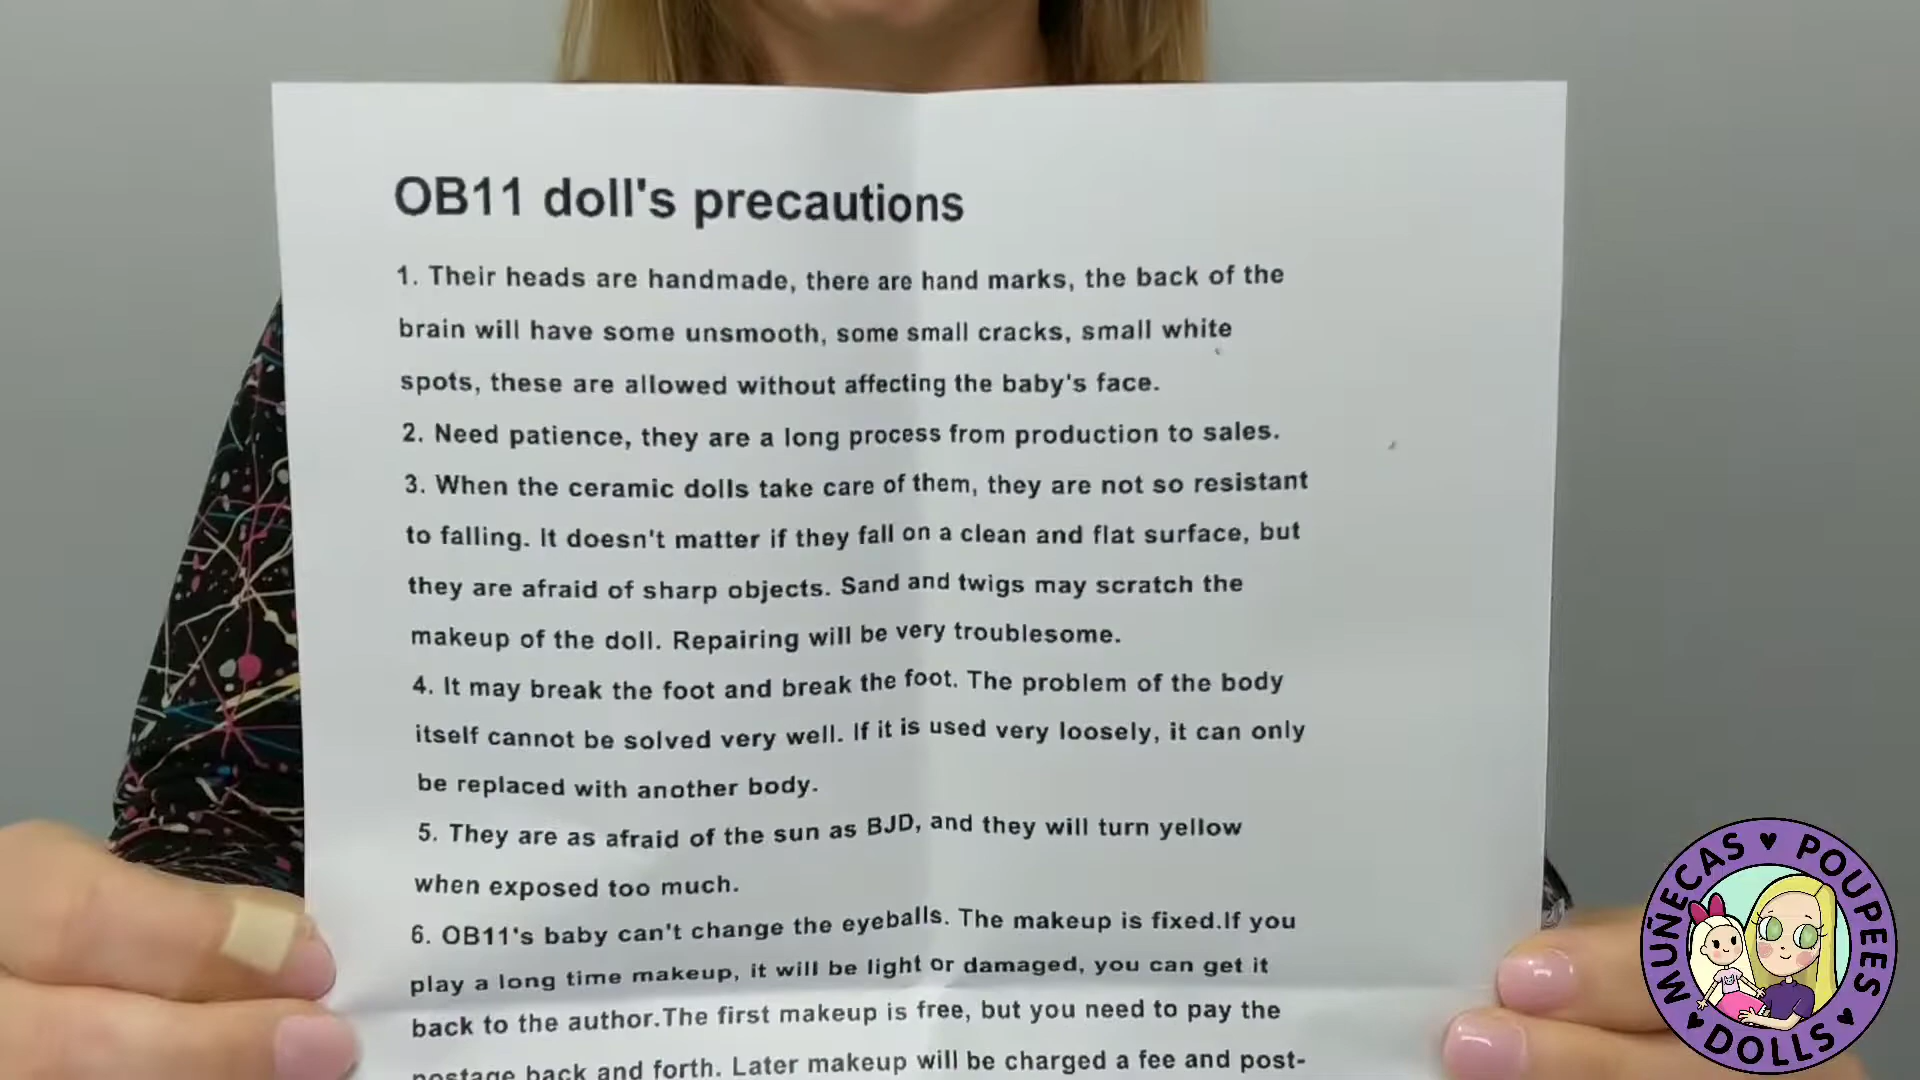 OB11 doll's precautions
1. Their heads are handmade, there are hand marks, the back of the
brain will have some unsmooth, some small cracks, small white
spots, these are allowed without affecting the baby's face.
2. Need patience, they are a long process from production to sales.
3. When the ceramic dolls take care of them, they are not so resistant
to falling. It doesn't matter if they fall on a clean and flat surface, but
they are afraid of sharp objects. Sand and twigs may scratch the
makeup of the doll. Repairing will be very troublesome.
4. It may break the foot and break the foot. The problem of the body
itself cannot be solved very well. If it is used very loosely, it can only
be replaced with another body.
5. They are as afraid of the sun as BJD, and they will turn yellow
when exposed too much.
6. OB11's baby can't change the eyeballs. The makeup is fixed.If you
play a long time makeup, it will be light or damaged, you can get it
back to the author.The first makeup is free, but you need to pay the
postage back and forth. Later makeup will be charged a fee and post-
MUÑECAS ♥ POUPEES ♥ DOLLS ♥